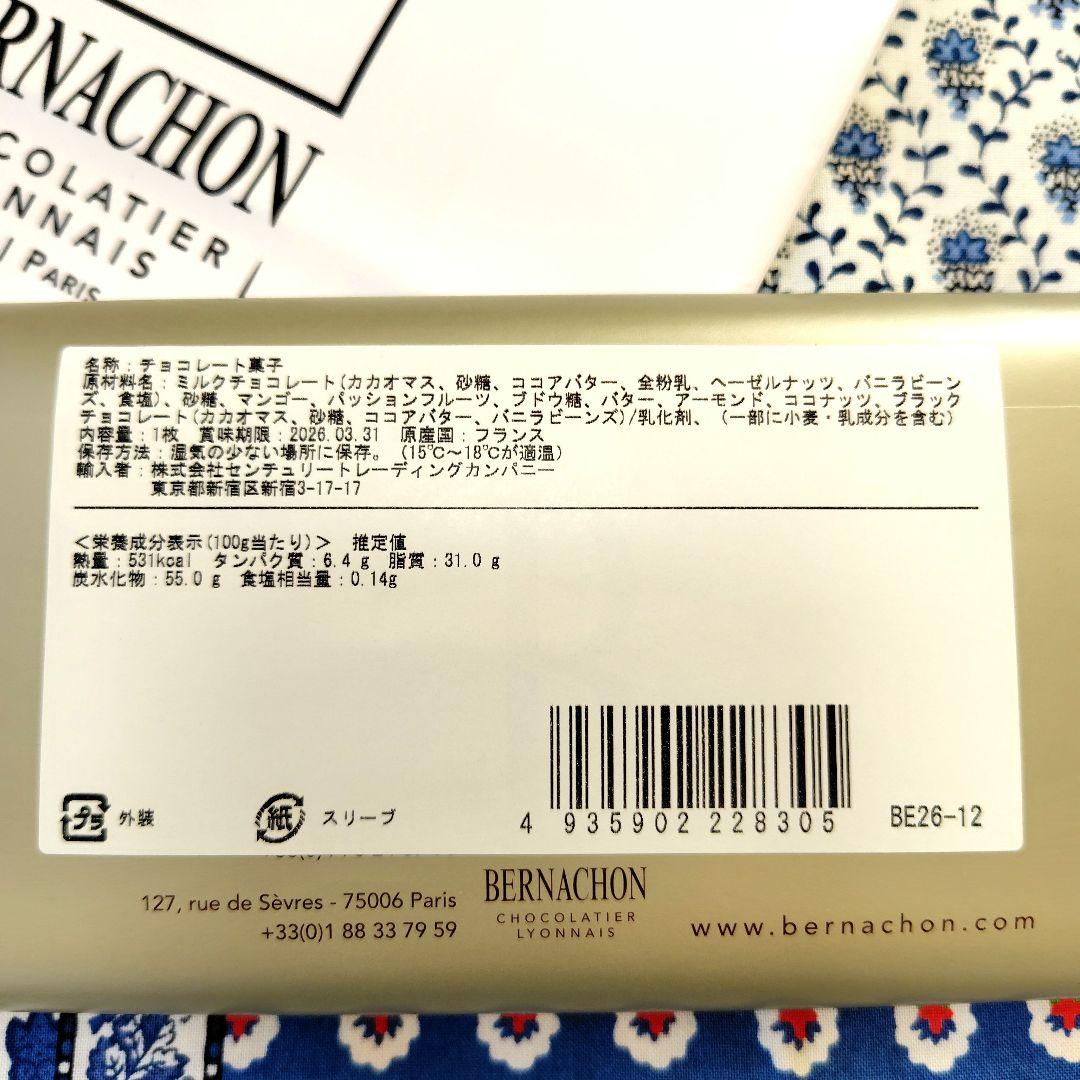 RNACHON
COLATIER
NNAIS
| PARIS
名称：チョコレート菓子
原材料名：ミルクチョコレート(カカオマス、砂糖、ココアバター、全粉乳、ヘーゼルナッツ、バニラビーン
ズ、食塩)、砂糖、マンゴー、パッションフルーツ、ブドウ糖、バター、アーモンド、ココナッツ、ブラック
チョコレート(カカオマス、砂糖、ココアバター、バニラビーンズ)/乳化剤、（一部に小麦・乳成分を含む）
内容量：1枚　賞味期限：2026.03.31　原産国：フランス
保存方法：湿気の少ない場所に保存。（15℃～18℃が適温）
輸入者：株式会社センチュリートレーディングカンパニー
東京都新宿区新宿3-17-17
＜栄養成分表示(100g当たり)＞　推定値
熱量：531kcal　タンパク質：6.4 g　脂質：31.0 g
炭水化物：55.0 g　食塩相当量：0.14g
プラ 外装 紙 スリーブ
4 935902 228305 BE26-12
127, rue de Sèvres - 75006 Paris
+33(0)1 88 33 79 59
BERNACHON
CHOCOLATIER
LYONNAIS
www.bernachon.com